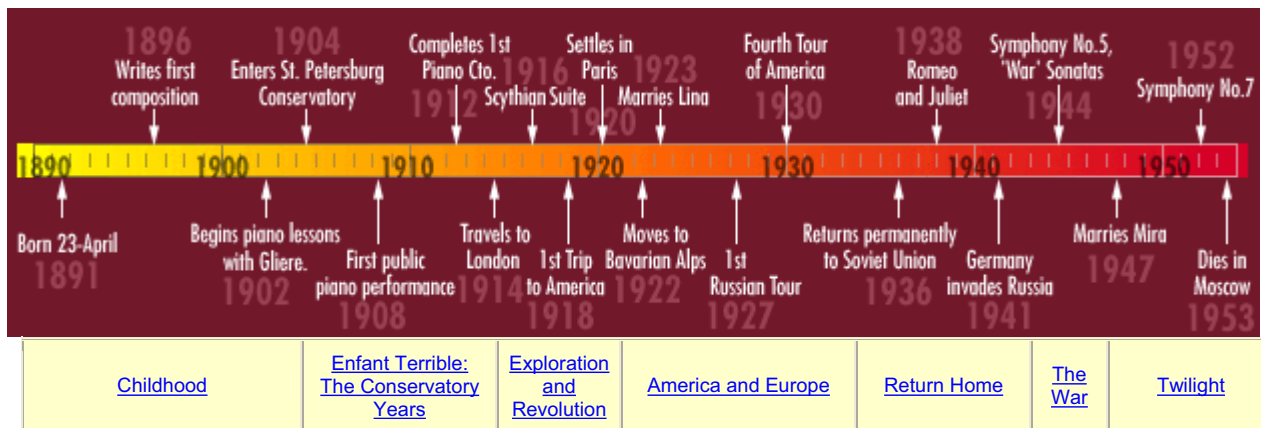 1896
Writes first
composition
1904
Enters St. Petersburg
Conservatory
Completes 1st
Piano Cto.
1912
1916
Scythian Suite
Settles in
Paris
1920
1923
Marries Lina
Fourth Tour
of America
1930
1938
Romeo
and Juliet
Symphony No.5,
'War' Sonatas
1944
1952
Symphony No.7
1890 1900 1910 1920 1930 1940 1950
Born 23-April
1891
Begins piano lessons
with Gliere.
1902
First public
piano performance
1908
Travels to
London
1914
1st Trip
to America
1918
Moves to
Bavarian Alps
1922
1st
Russian Tour
1927
Returns permanently
to Soviet Union
1936
Germany
invades Russia
1941
Marries Mira
1947
Dies in
Moscow
1953
Childhood
Enfant Terrible:
The Conservatory
Years
Exploration
and
Revolution
America and Europe
Return Home
The
War
Twilight